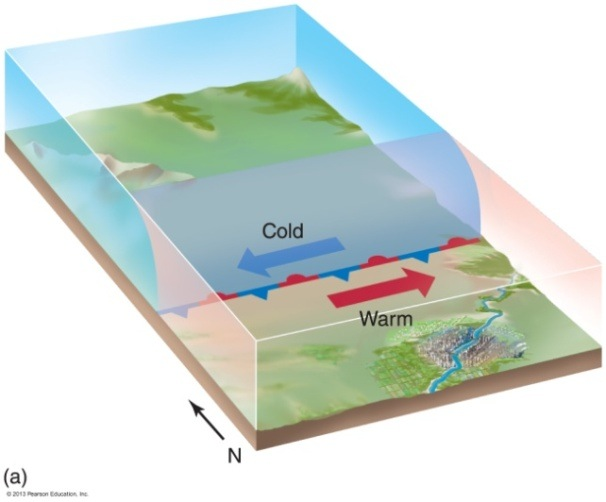 Cold
Warm
N
(a)
© 2013 Pearson Education, Inc.